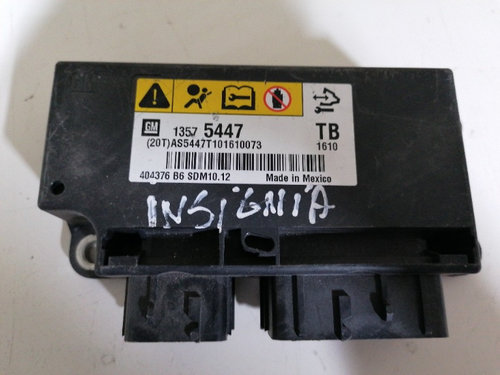 GM 1357 5447 TB
(20T)AS5447T101610073 1610
404376 B6 SDM10.12 Made in Mexico
INSIGNIA